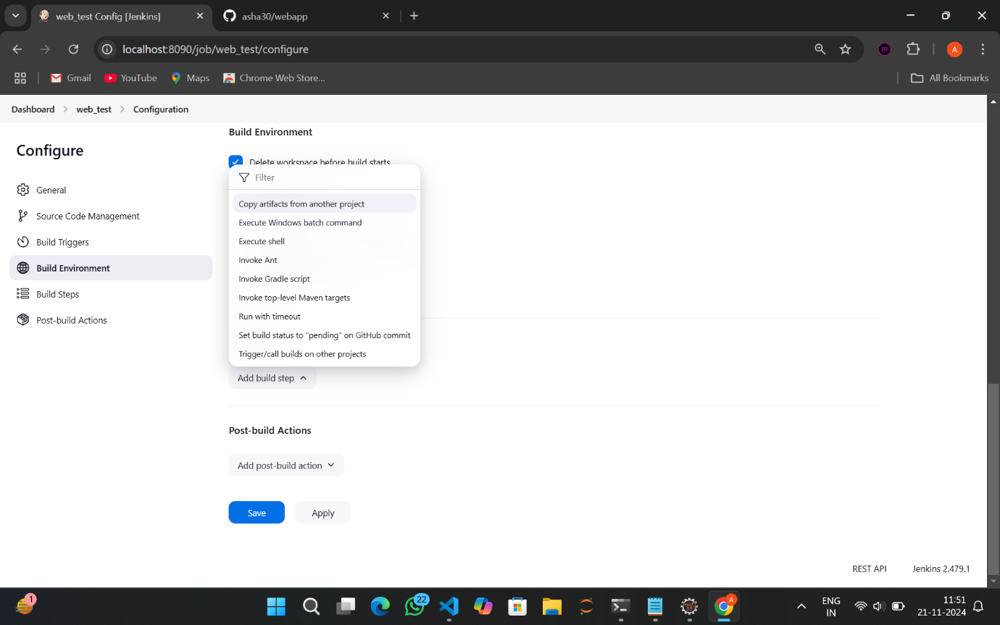 web_test Config [Jenkins]
asha30/webapp
localhost:8090/job/web_test/configure
A
Gmail
YouTube
Maps
Chrome Web Store...
All Bookmarks
Dashboard
web_test
Configuration
Configure
General
Source Code Management
Build Triggers
Build Environment
Build Steps
Post-build Actions
Build Environment
Delete workspace before build starts
Filter
Copy artifacts from another project
Execute Windows batch command
Execute shell
Invoke Ant
Invoke Gradle script
Invoke top-level Maven targets
Run with timeout
Set build status to "pending" on GitHub commit
Trigger/call builds on other projects
Add build step
Post-build Actions
Add post-build action
Save
Apply
REST API
Jenkins 2.479.1
1
22
A
ENG
IN
11:51
21-11-2024